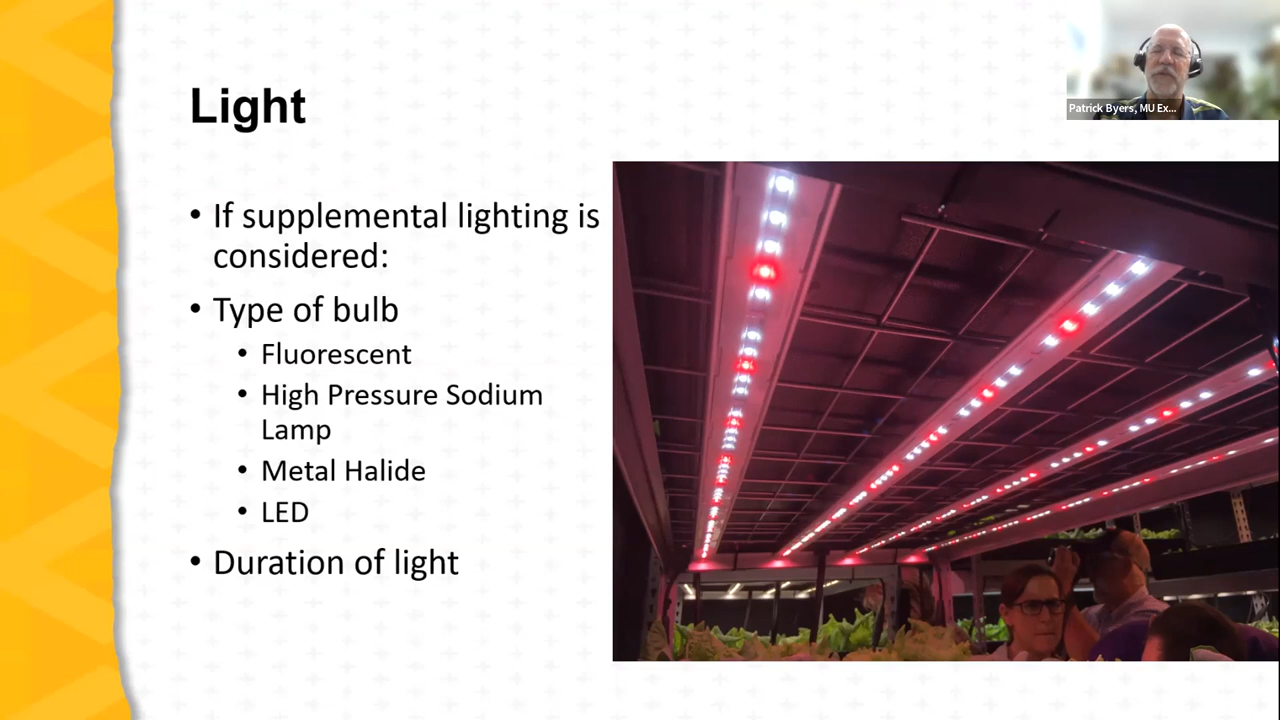 Light
• If supplemental lighting is
considered:
• Type of bulb
• Fluorescent
• High Pressure Sodium
Lamp
• Metal Halide
• LED
• Duration of light
Patrick Byers, MU Ex...